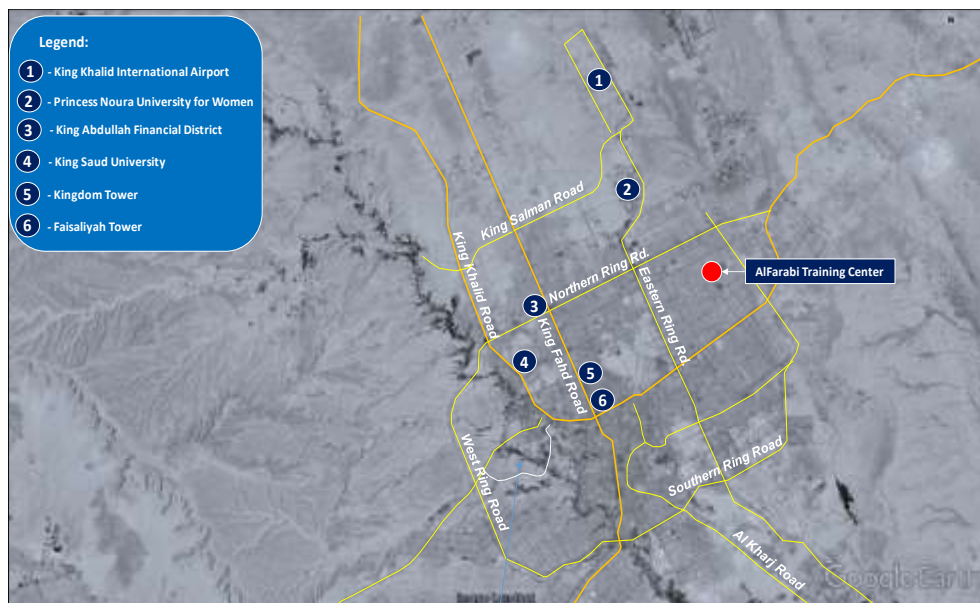 Legend:
1 - King Khalid International Airport
2 - Princess Noura University for Women
3 - King Abdullah Financial District
4 - King Saud University
5 - Kingdom Tower
6 - Faisaliyah Tower
1
2
King Salman Road
King Khalid Road
Northern Ring Rd.
AlFarabi Training Center
Eastern Ring Rd.
3
King Fahd Road
4
5
6
West Ring Road
Southern Ring Road
Al Kharj Road
Google Earth